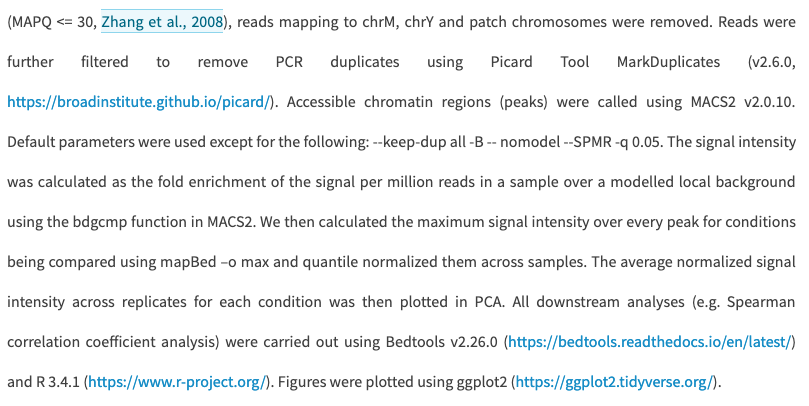 (MAPQ <= 30, Zhang et al., 2008), reads mapping to chrM, chrY and patch chromosomes were removed. Reads were
further filtered to remove PCR duplicates using Picard Tool MarkDuplicates (v2.6.0,
https://broadinstitute.github.io/picard/). Accessible chromatin regions (peaks) were called using MACS2 v2.0.10.
Default parameters were used except for the following: --keep-dup all -B -- nomodel --SPMR -q 0.05. The signal intensity
was calculated as the fold enrichment of the signal per million reads in a sample over a modelled local background
using the bdgcmp function in MACS2. We then calculated the maximum signal intensity over every peak for conditions
being compared using mapBed –o max and quantile normalized them across samples. The average normalized signal
intensity across replicates for each condition was then plotted in PCA. All downstream analyses (e.g. Spearman
correlation coefficient analysis) were carried out using Bedtools v2.26.0 (https://bedtools.readthedocs.io/en/latest/)
and R 3.4.1 (https://www.r-project.org/). Figures were plotted using ggplot2 (https://ggplot2.tidyverse.org/).